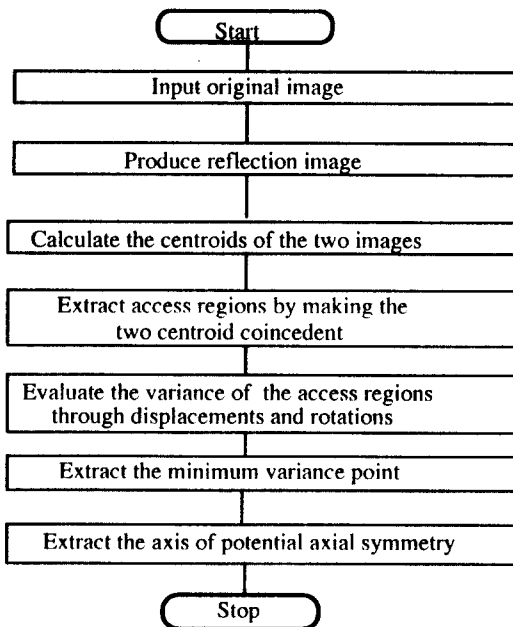 Start
Input original image
Produce reflection image
Calculate the centroids of the two images
Extract access regions by making the
two centroid coincedent
Evaluate the variance of the access regions
through displacements and rotations
Extract the minimum variance point
Extract the axis of potential axial symmetry
Stop